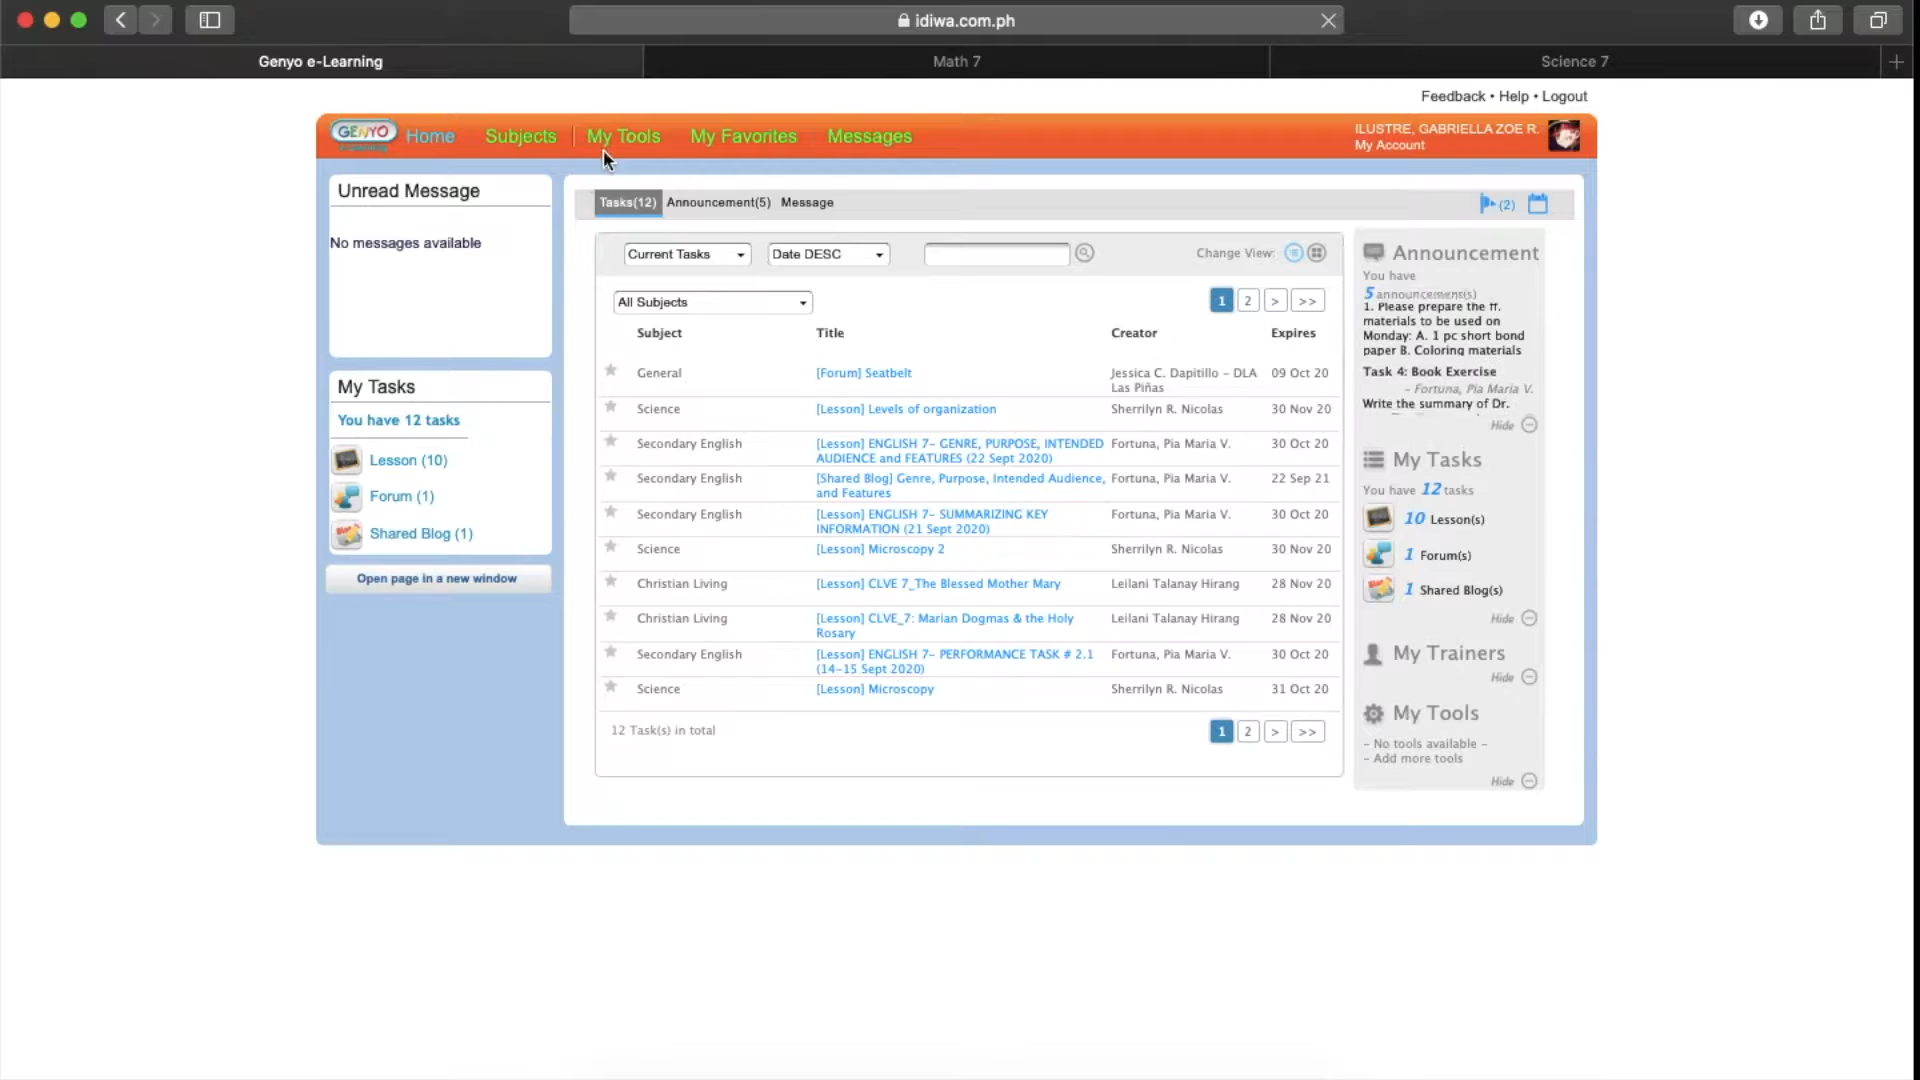 idiwa.com.ph
Genyo e-Learning
Math 7
Science 7
Feedback • Help • Logout
GENYO
Home
Subjects
My Tools
My Favorites
Messages
ILUSTRE, GABRIELLA ZOE R.
My Account
Unread Message
No messages available
My Tasks
You have 12 tasks
Lesson (10)
Forum (1)
Shared Blog (1)
Open page in a new window
Tasks(12) Announcement(5) Message
(2)
Current Tasks
Date DESC
Change View:
All Subjects
1 2 > >>
Subject Title Creator Expires
General [Forum] Seatbelt Jessica C. Dapitillo – DLA 09 Oct 20
Las Piñas
Science [Lesson] Levels of organization Sherrilyn R. Nicolas 30 Nov 20
Secondary English [Lesson] ENGLISH 7– GENRE, PURPOSE, INTENDED Fortuna, Pia Maria V. 30 Oct 20
AUDIENCE and FEATURES (22 Sept 2020)
Secondary English [Shared Blog] Genre, Purpose, Intended Audience, Fortuna, Pia Maria V. 22 Sep 21
and Features
Secondary English [Lesson] ENGLISH 7– SUMMARIZING KEY Fortuna, Pia Maria V. 30 Oct 20
INFORMATION (21 Sept 2020)
Science [Lesson] Microscopy 2 Sherrilyn R. Nicolas 30 Nov 20
Christian Living [Lesson] CLVE 7_The Blessed Mother Mary Leilani Talanay Hirang 28 Nov 20
Christian Living [Lesson] CLVE_7: Marian Dogmas & the Holy Leilani Talanay Hirang 28 Nov 20
Rosary
Secondary English [Lesson] ENGLISH 7– PERFORMANCE TASK # 2.1 Fortuna, Pia Maria V. 30 Oct 20
(14–15 Sept 2020)
Science [Lesson] Microscopy Sherrilyn R. Nicolas 31 Oct 20
12 Task(s) in total
1 2 > >>
Announcement
You have
5 announcement(s)
1. Please prepare the ff.
materials to be used on
Monday: A. 1 pc short bond
paper B. Coloring materials
Task 4: Book Exercise
– Fortuna, Pia Maria V.
Write the summary of Dr.
Hide
My Tasks
You have 12 tasks
10 Lesson(s)
1 Forum(s)
1 Shared Blog(s)
Hide
My Trainers
Hide
My Tools
– No tools available –
– Add more tools
Hide